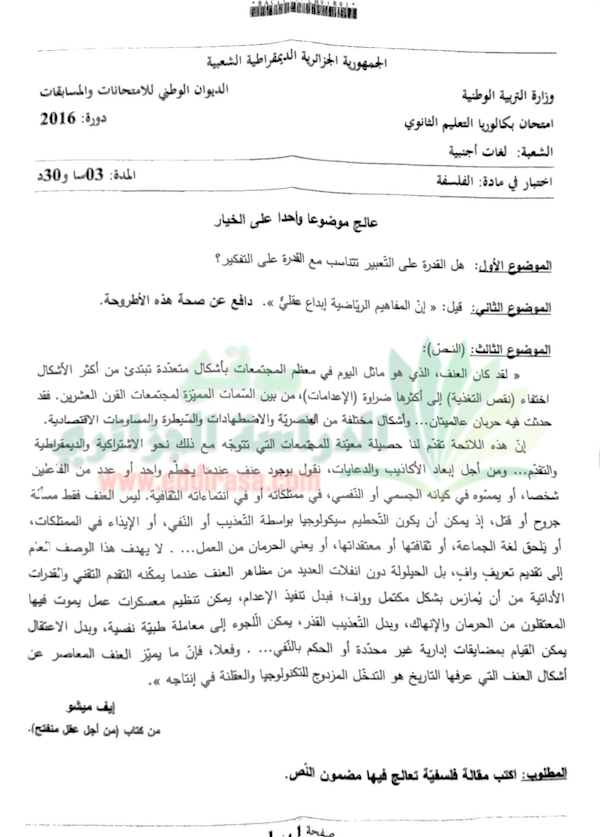 الجمهورية الجزائرية الديمقراطية الشعبية
وزارة التربية الوطنية
الديوان الوطني للامتحانات والمسابقات
امتحان بكالوريا التعليم الثانوي
دورة: 2016
الشعبة: لغات أجنبية
اختبار في مادة: الفلسفة
المدة: 03سا و30د
عالج موضوعا واحدا على الخيار
الموضوع الأول: هل القدرة على التّعبير تتناسب مع القدرة على التفكير؟
الموضوع الثاني: قيل: « إنّ المفاهيم الرّياضية إبداع عقليٌّ ». دافع عن صحة هذه الأطروحة.
الموضوع الثالث: (النصّ):
« لقد كان العنف، الذي هو ماثل اليوم في معظم المجتمعات بأشكال متعدّدة تبتدئ من أكثر الأشكال
اختفاء (نقص التغذية) إلى أكثرها ضراوة (الإعدامات)، من بين السّمات المميّزة لمجتمعات القرن العشرين. فقد
حدثت فيه حربان عالميتان... وأشكال مختلفة من العنصريّة والاضطهادات والسّيطرة والمساومات الاقتصادية.
إنّ هذه اللائحة تقدّم لنا حصيلة معيّنة للمجتمعات التي تتوجّه مع ذلك نحو الاشتراكية والديمقراطية
والتقدّم... ومن أجل إبعاد الأكاذيب والدعايات، نقول بوجود عنف عندما يُحطّم واحد أو عدد من الفاعلين
شخصا، أو يمسّوه في كيانه الجسمي أو النّفسي، في ممتلكاته أو في انتماءاته الثقافية. ليس العنف فقط مسألة
جروح أو قتل، إذ يمكن أن يكون التّحطيم سيكولوجيا بواسطة التّعذيب أو النّفي، أو الإيذاء في الممتلكات،
أو يَلحق لغة الجماعة، أو ثقافتها أو معتقداتها، أو يعني الحرمان من العمل... . لا يهدف هذا الوصف العام
إلى تقديم تعريف وافٍ، بل الحيلولة دون انفلات العديد من مظاهر العنف عندما يمكّنه التقدم التقني والقدرات
الأداتية من أن يُمارَس بشكل مكتمل وواف؛ فبدل تنفيذ الإعدام، يمكن تنظيم معسكرات عمل يموت فيها
المعتقلون من الحرمان والإنهاك، وبدل التّعذيب القذر، يمكن اللّجوء إلى معاملة طبيّة نفسية، وبدل الاعتقال
يمكن القيام بمضايقات إدارية غير محدّدة أو الحكم بالنّفي... . وفعلا، فإنّ ما يميّز العنف المعاصر عن
أشكال العنف التي عرفها التاريخ هو التدخّل المزدوج للتكنولوجيا والعقلنة في إنتاجه ».
إيف ميشو
من كتاب (من أجل عقل منفتح).
المطلوب: اكتب مقالة فلسفيّة تعالج فيها مضمون النّص.
www.eddirasa.com